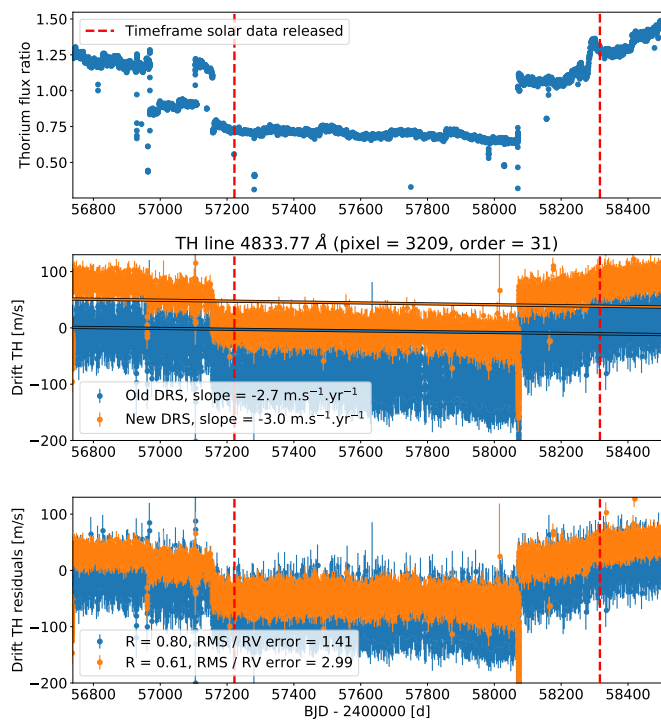 1.50
1.25
1.00
0.75
0.50
Thorium flux ratio
Timeframe solar data released
56800 57000 57200 57400 57600 57800 58000 58200 58400
TH line 4833.77 Å (pixel = 3209, order = 31)
100
0
−100
−200
Drift TH [m/s]
Old DRS, slope = -2.7 m.s⁻¹.yr⁻¹
New DRS, slope = -3.0 m.s⁻¹.yr⁻¹
56800 57000 57200 57400 57600 57800 58000 58200 58400
100
0
−100
−200
Drift TH residuals [m/s]
R = 0.80, RMS / RV error = 1.41
R = 0.61, RMS / RV error = 2.99
56800 57000 57200 57400 57600 57800 58000 58200 58400
BJD - 2400000 [d]